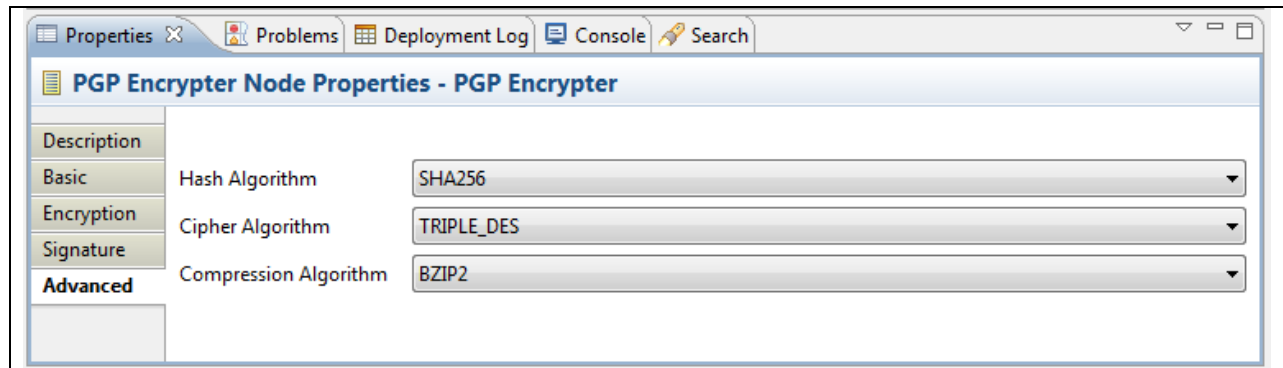 Properties Problems Deployment Log Console Search
PGP Encrypter Node Properties - PGP Encrypter
Description
Basic
Hash Algorithm SHA256
Encryption
Cipher Algorithm TRIPLE_DES
Signature
Compression Algorithm BZIP2
Advanced